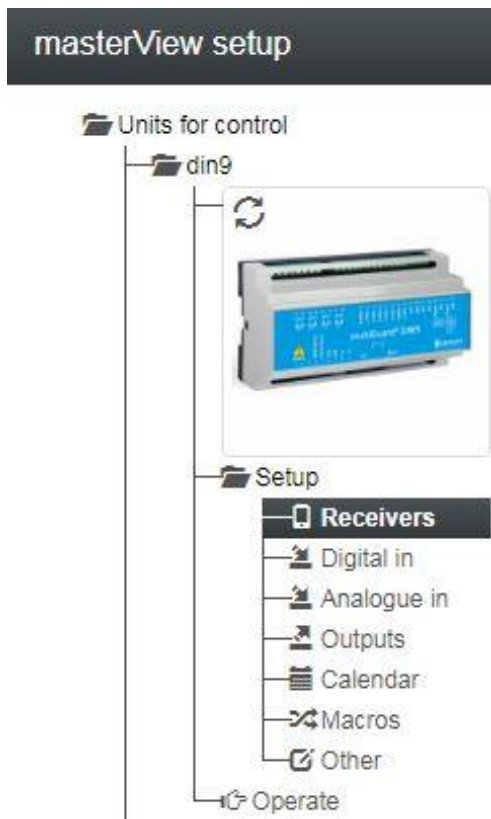 masterView setup
Units for control
din9
Setup
Receivers
Digital in
Analogue in
Outputs
Calendar
Macros
Other
Operate